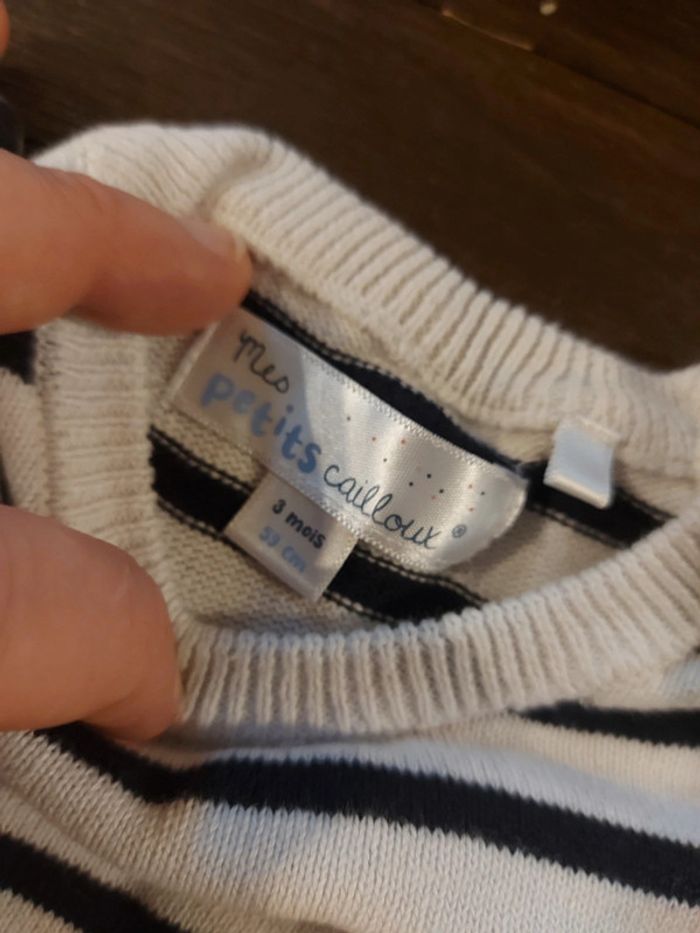 Mes
petits
cailloux ®
3 mois
59 cm